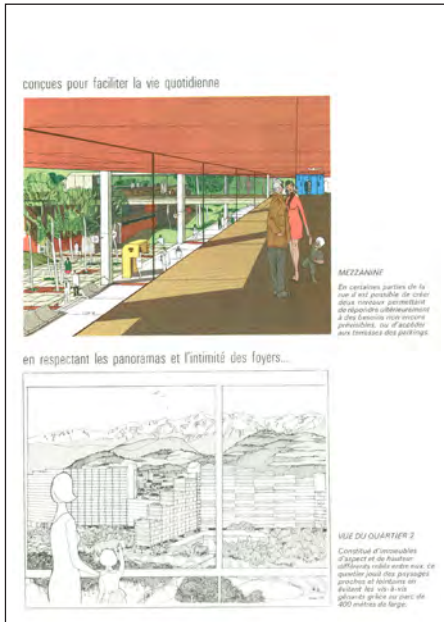 conçues pour faciliter la vie quotidienne
MEZZANINE
En certaines parties de la
rue il est possible de créer
deux niveaux permettant
de répondre ultérieurement
à des besoins non encore
prévisibles, ou d'accéder
aux terrasses des parkings.
en respectant les panoramas et l'intimité des foyers...
VUE DU QUARTIER 2
Constitué d'immeubles
d'aspect et de hauteur
différents reliés entre eux, ce
quartier jouit des paysages
proches et lointains en
évitant les vis-à-vis
gênants grâce au parc de
400 mètres de large.